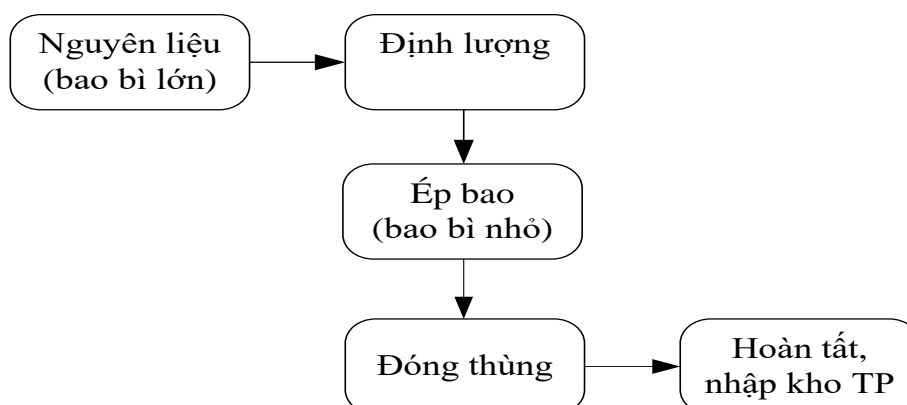 Nguyên liệu
(bao bì lớn)
Định lượng
Ép bao
(bao bì nhỏ)
Đóng thùng
Hoàn tất,
nhập kho TP